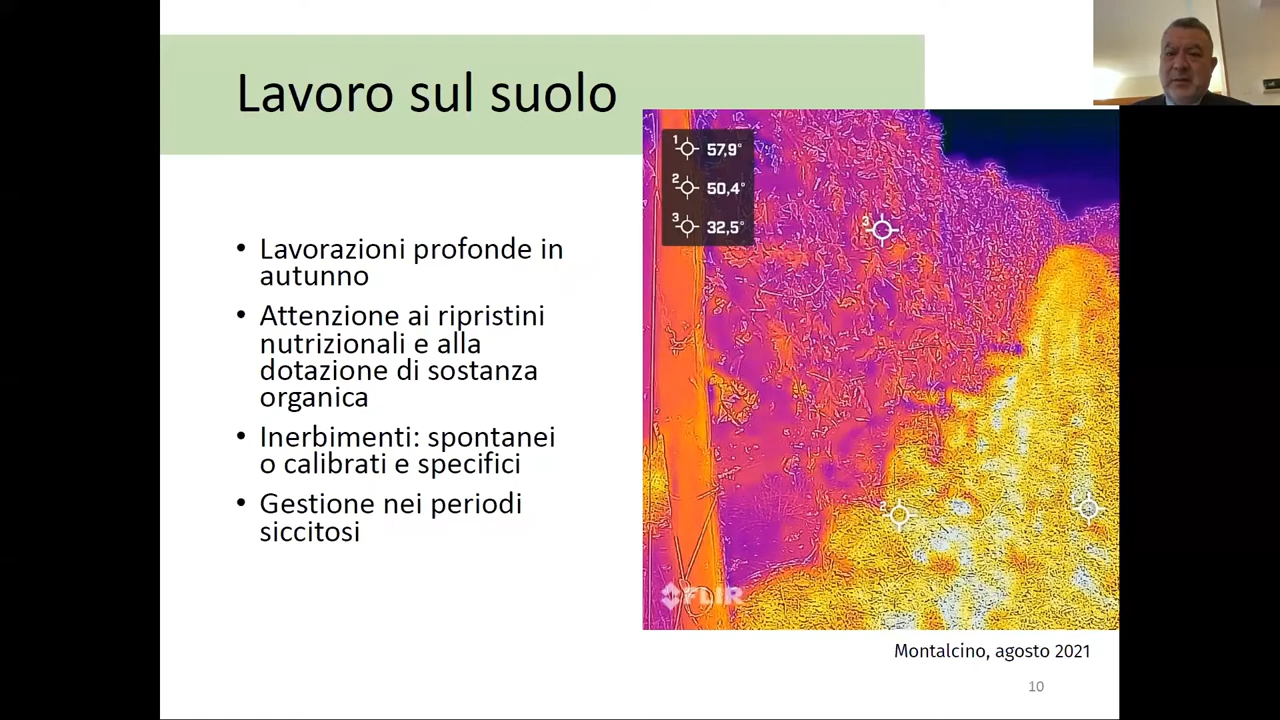 Lavoro sul suolo
1 57,9°
2 50,4°
3 32,5°
3
• Lavorazioni profonde in
autunno
• Attenzione ai ripristini
nutrizionali e alla
dotazione di sostanza
organica
• Inerbimenti: spontanei
o calibrati e specifici
• Gestione nei periodi
siccitosi
2
FLIR
Montalcino, agosto 2021
10